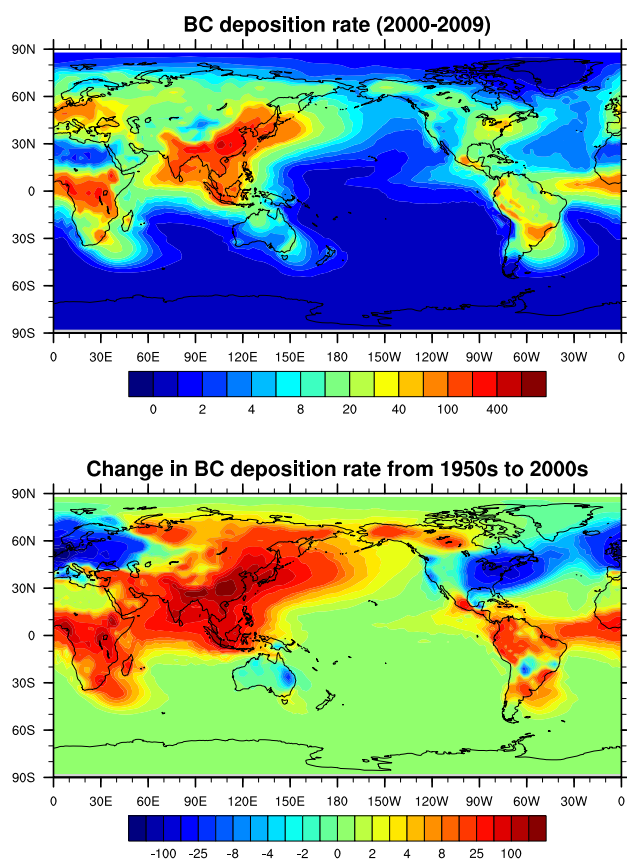 BC deposition rate (2000-2009)
90N
60N
30N
0
30S
60S
90S
0 30E 60E 90E 120E 150E 180 150W 120W 90W 60W 30W 0
0 2 4 8 20 40 100 400
Change in BC deposition rate from 1950s to 2000s
90N
60N
30N
0
30S
60S
90S
0 30E 60E 90E 120E 150E 180 150W 120W 90W 60W 30W 0
-100 -25 -8 -4 -2 0 2 4 8 25 100